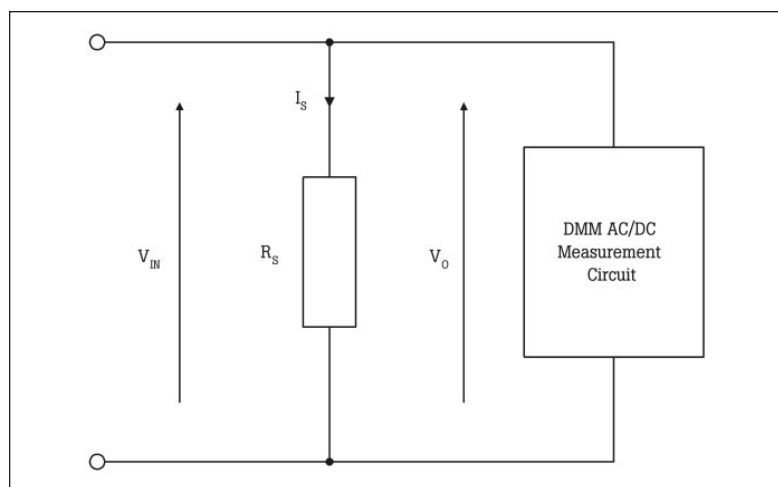 I_S
V_IN
R_S
V_O
DMM AC/DC
Measurement
Circuit